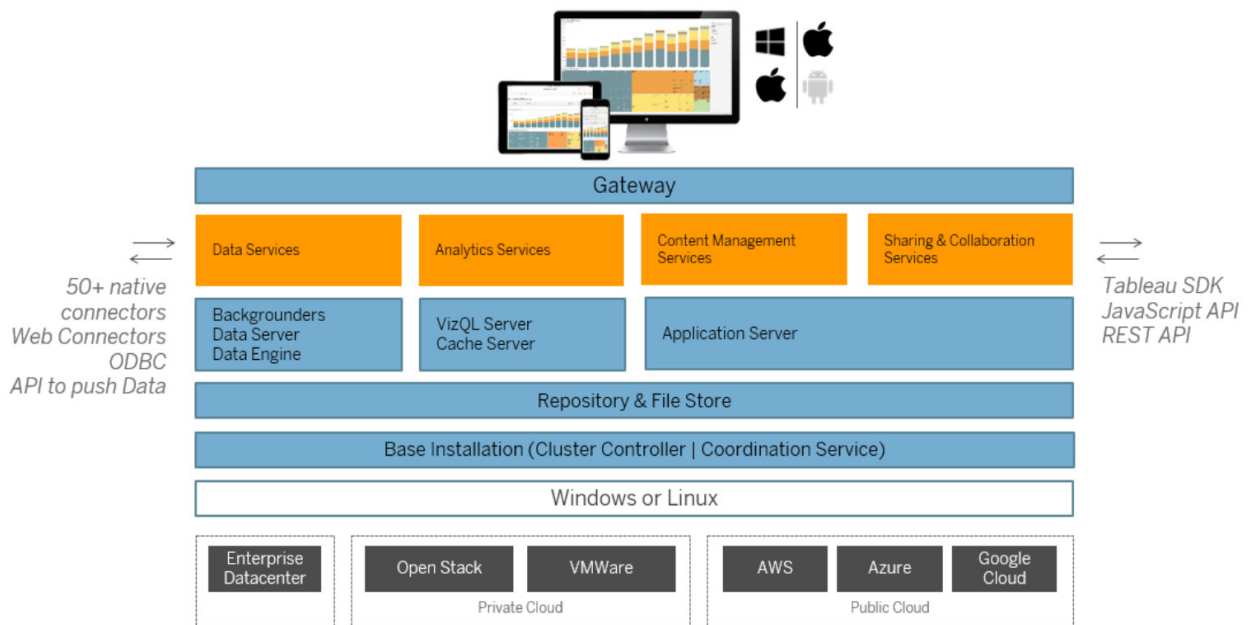 Gateway
Data Services
Analytics Services
Content Management
Services
Sharing & Collaboration
Services
50+ native
connectors
Web Connectors
ODBC
API to push Data
Backgrounders
Data Server
Data Engine
VizQL Server
Cache Server
Application Server
Tableau SDK
JavaScript API
REST API
Repository & File Store
Base Installation (Cluster Controller | Coordination Service)
Windows or Linux
Enterprise
Datacenter
Open Stack
VMWare
Private Cloud
AWS
Azure
Google
Cloud
Public Cloud